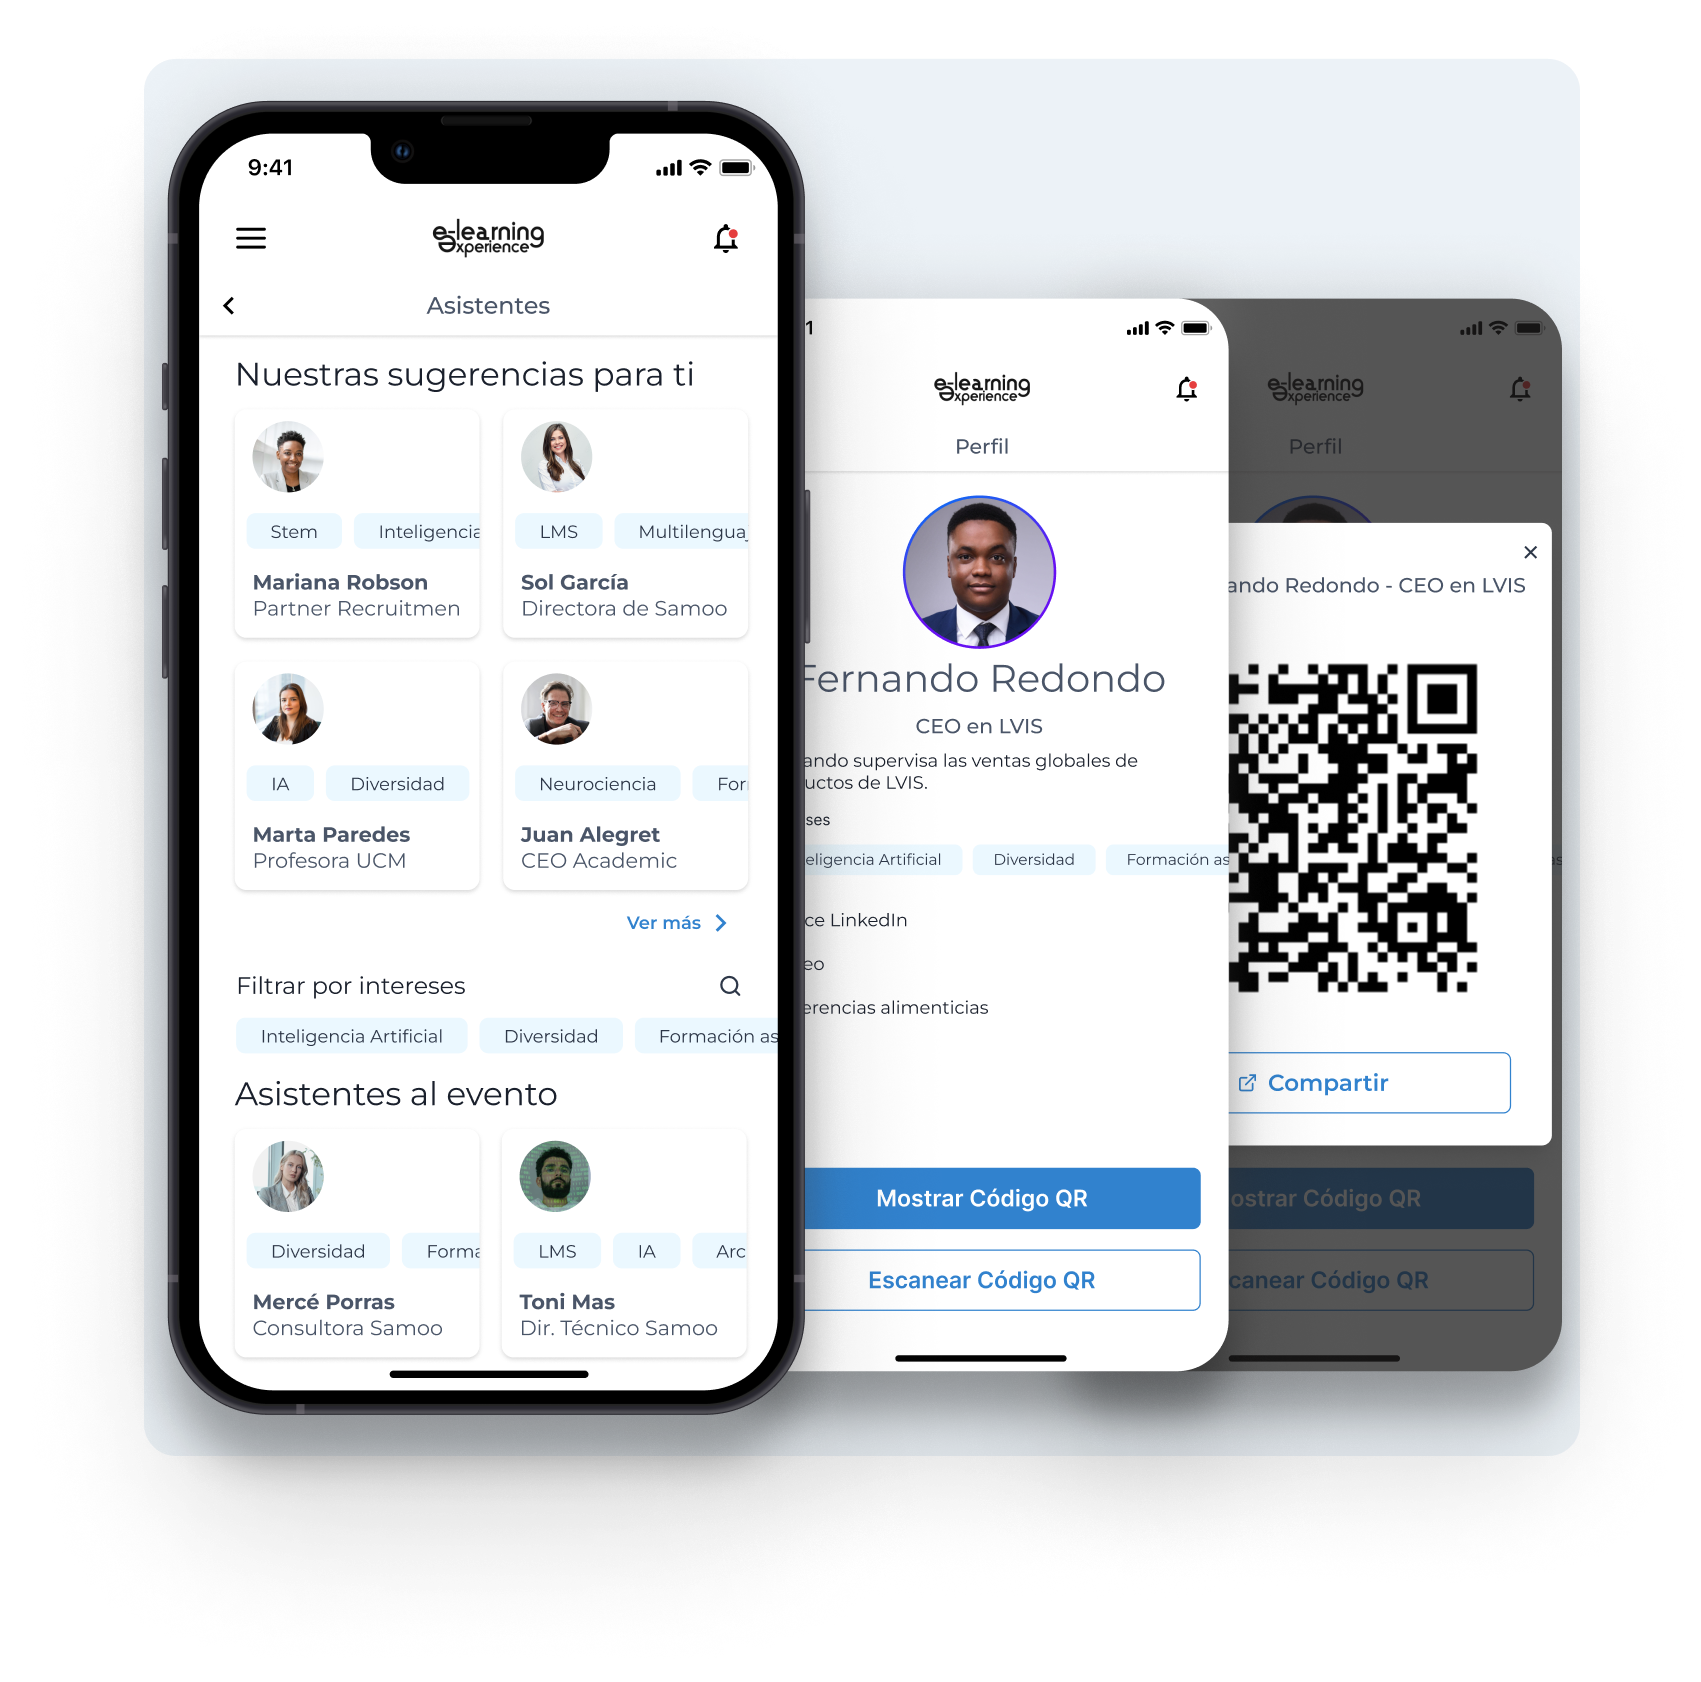 9:41
e-learning
experience
Asistentes
Nuestras sugerencias para ti
Stem
Inteligencia
Mariana Robson
Partner Recruitmen
LMS
Multilenguaj
Sol García
Directora de Samoo
IA
Diversidad
Marta Paredes
Profesora UCM
Neurociencia
For
Juan Alegret
CEO Academic
Ver más
Filtrar por intereses
Inteligencia Artificial
Diversidad
Formación as
Asistentes al evento
Diversidad
Forma
Mercé Porras
Consultora Samoo
LMS
IA
Arc
Toni Mas
Dir. Técnico Samoo
1
e-learning
experience
Perfil
Fernando Redondo
CEO en LVIS
ando supervisa las ventas globales de
uctos de LVIS.
ses
eligencia Artificial
Diversidad
Formación as
ce LinkedIn
eo
erencias alimenticias
Mostrar Código QR
Escanear Código QR
e-learning
experience
Perfil
ando Redondo - CEO en LVIS
as
Compartir
ostrar Código QR
canear Código QR